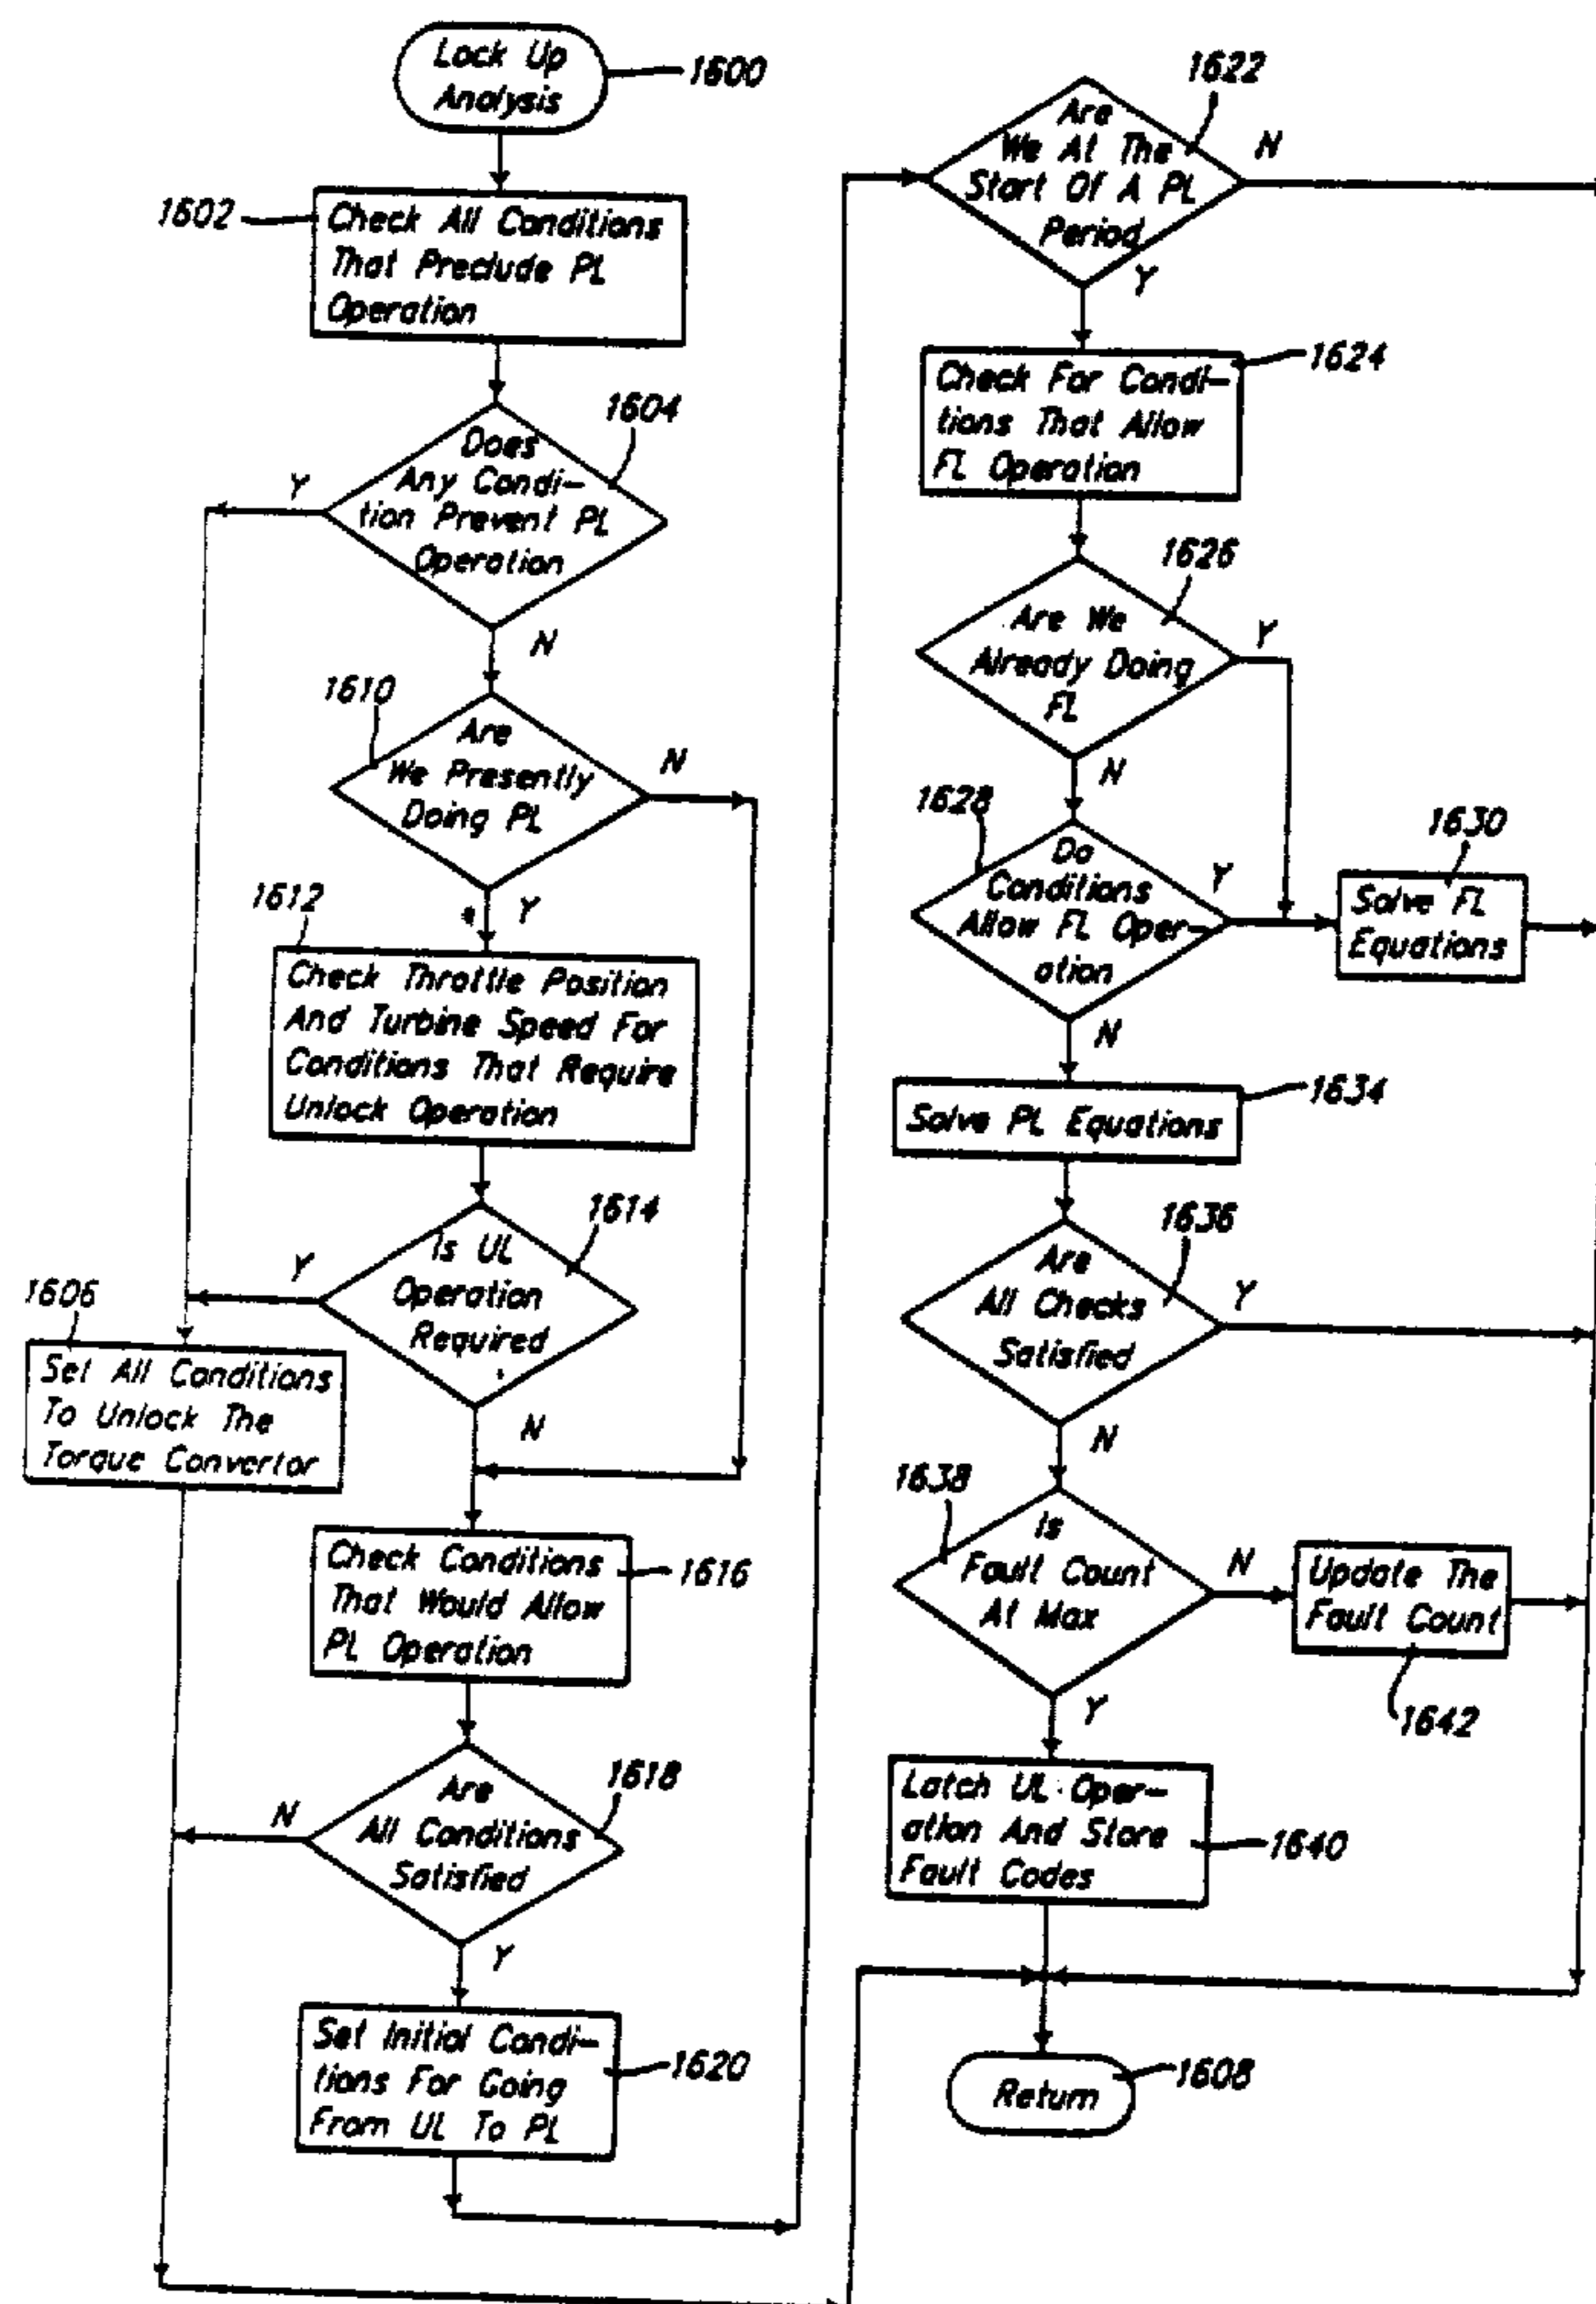 Lock Up
Analysis
1600
1602
Check All Conditions
That Preclude PL
Operation
1604
Does
Any Condi-
tion Prevent PL
Operation
Y
N
1610
Are
We Presently
Doing PL
N
Y
1612
Check Throttle Position
And Turbine Speed For
Conditions That Require
Unlock Operation
1614
Is UL
Operation
Required
Y
N
1606
Set All Conditions
To Unlock The
Torque Convertor
Check Conditions
That Would Allow
PL Operation
1616
1618
Are
All Conditions
Satisfied
N
Y
Set Initial Condi-
tions For Going
From UL To PL
1620
1622
Are
We At The
Start Of A PL
Period
N
Y
1624
Check For Condi-
tions That Allow
FL Operation
1626
Are We
Already Doing
FL
Y
N
1628
Do
Conditions
Allow FL Oper-
ation
Y
N
1630
Solve FL
Equations
1634
Solve PL Equations
1636
Are
All Checks
Satisfied
Y
N
1638
Is
Fault Count
At Max
N
Y
Update The
Fault Count
1642
Latch UL Oper-
ation And Store
Fault Codes
1640
Return
1608